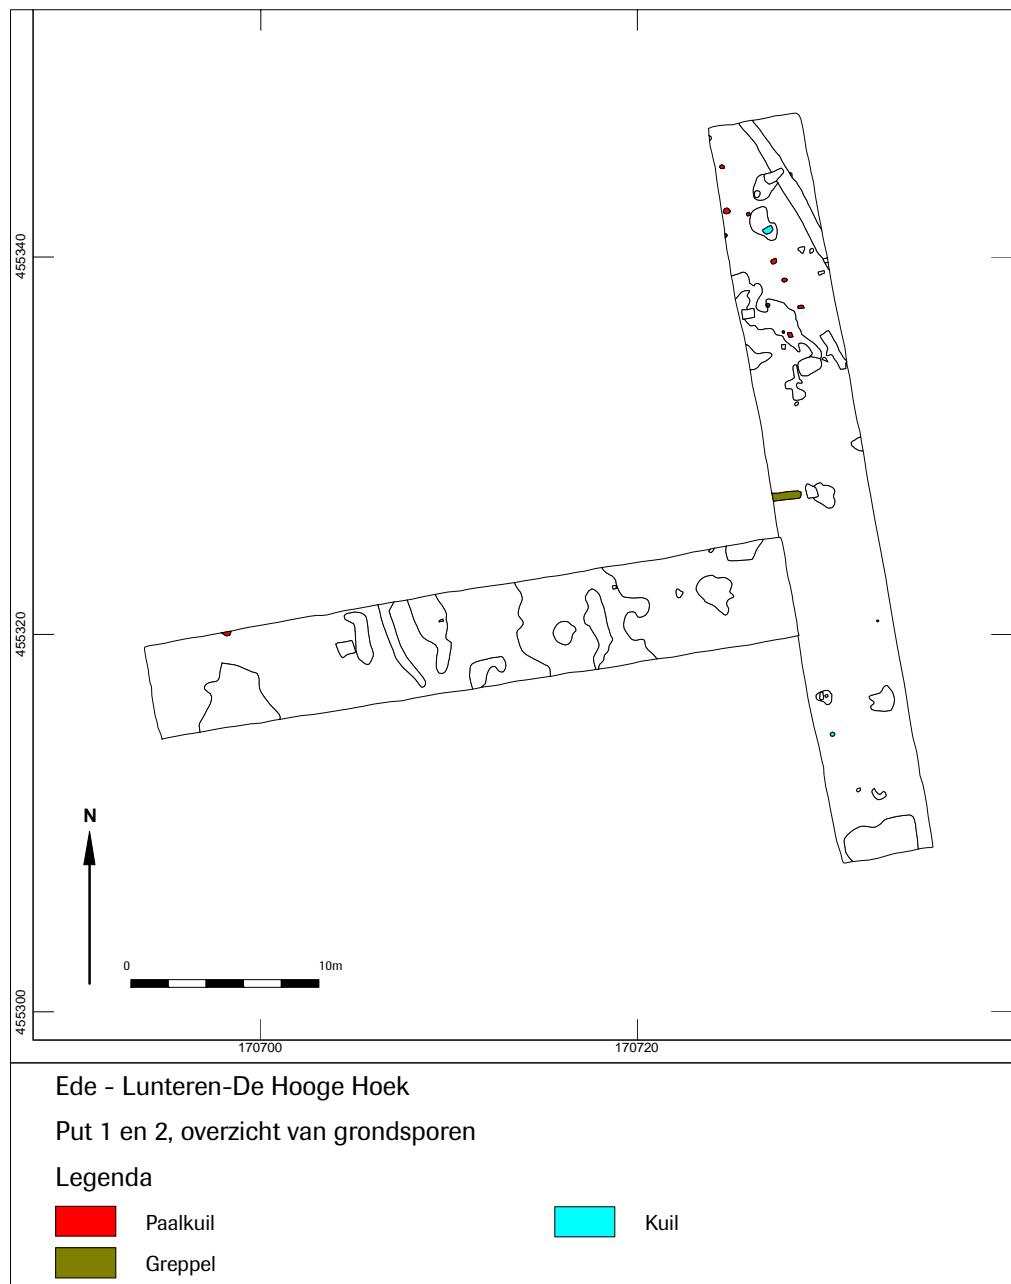 455340
455320
455300
N
0 10m
170700 170720
Ede - Lunteren-De Hooge Hoek
Put 1 en 2, overzicht van grondsporen
Legenda
Paalkuil Kuil
Greppel